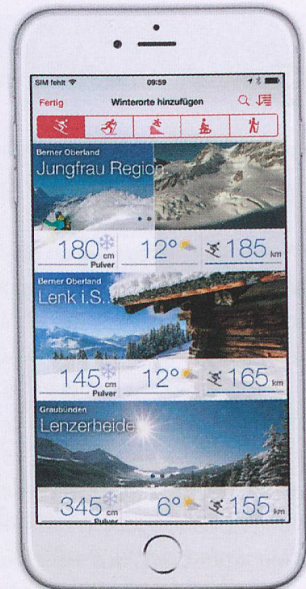 SIM fehlt 09:59
Fertig Winterorte hinzufügen
Berner Oberland
Jungfrau Region
180 cm 12° 185 km
Pulver
Berner Oberland
Lenk i.S.
145 cm 12° 165 km
Pulver
Graubünden
Lenzerheide
345 cm 6° 155 km
Pulver